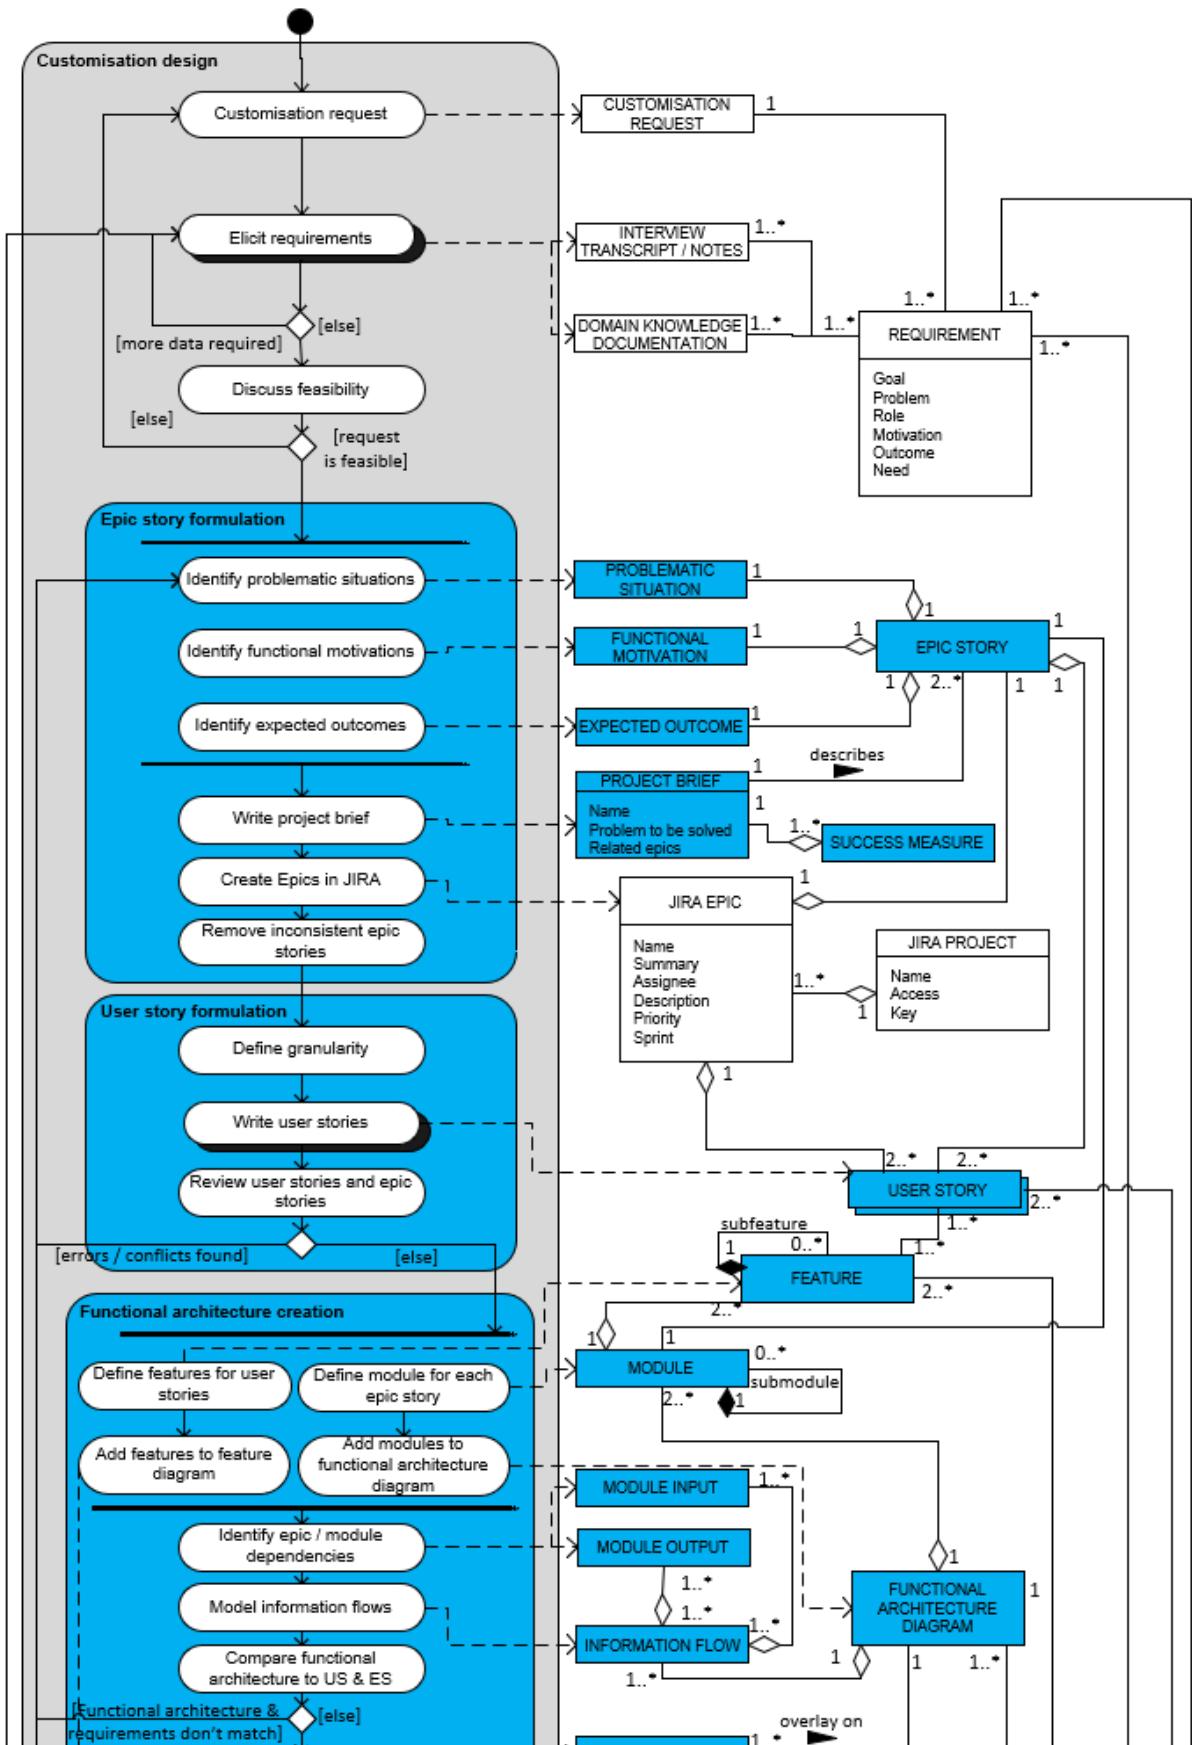 Customisation design
Customisation request
CUSTOMISATION
REQUEST
1
Elicit requirements
INTERVIEW
TRANSCRIPT / NOTES
1..*
1..*
1..*
[else]
[more data required]
DOMAIN KNOWLEDGE
DOCUMENTATION
1..*
1..*
REQUIREMENT
1..*
Goal
Problem
Role
Motivation
Outcome
Need
Discuss feasibility
[else]
[request
is feasible]
Epic story formulation
Identify problematic situations
PROBLEMATIC
SITUATION
1
1
Identify functional motivations
FUNCTIONAL
MOTIVATION
1
1
EPIC STORY
1
1
2..*
1
1
Identify expected outcomes
EXPECTED OUTCOME
1
describes
PROJECT BRIEF
1
Name
Problem to be solved
Related epics
1
1..*
SUCCESS MEASURE
Write project brief
Create Epics in JIRA
JIRA EPIC
1
Name
Summary
Assignee
Description
Priority
Sprint
Remove inconsistent epic
stories
JIRA PROJECT
Name
Access
Key
1..*
1
1
User story formulation
Define granularity
Write user stories
2..*
2..*
USER STORY
2..*
1..*
Review user stories and epic
stories
[errors / conflicts found]
[else]
subfeature
1
0..*
1..*
FEATURE
2..*
2..*
Functional architecture creation
1
1
MODULE
0..*
submodule
1
2..*
Define features for user
stories
Define module for each
epic story
Add features to feature
diagram
Add modules to
functional architecture
diagram
MODULE INPUT
1..*
Identify epic / module
dependencies
MODULE OUTPUT
1..*
1..*
1
FUNCTIONAL
ARCHITECTURE
DIAGRAM
1
Model information flows
INFORMATION FLOW
1..*
1..*
1
1
1..*
Compare functional
architecture to US & ES
[Functional architecture &
requirements don't match]
[else]
overlay on
1..*